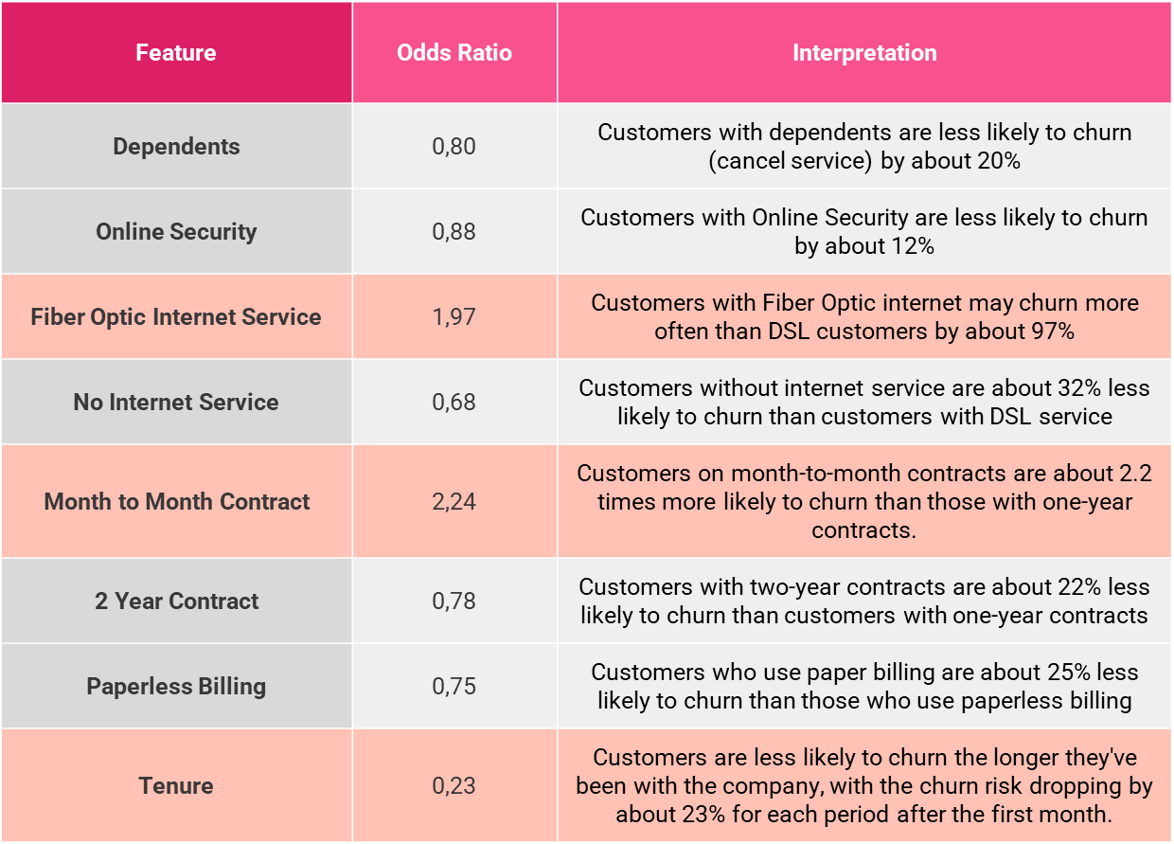 Feature Odds Ratio Interpretation
Dependents 0,80 Customers with dependents are less likely to churn
(cancel service) by about 20%
Online Security 0,88 Customers with Online Security are less likely to churn
by about 12%
Fiber Optic Internet Service 1,97 Customers with Fiber Optic internet may churn more
often than DSL customers by about 97%
No Internet Service 0,68 Customers without internet service are about 32% less
likely to churn than customers with DSL service
Month to Month Contract 2,24 Customers on month-to-month contracts are about 2.2
times more likely to churn than those with one-year
contracts.
2 Year Contract 0,78 Customers with two-year contracts are about 22% less
likely to churn than customers with one-year contracts
Paperless Billing 0,75 Customers who use paper billing are about 25% less
likely to churn than those who use paperless billing
Tenure 0,23 Customers are less likely to churn the longer they've
been with the company, with the churn risk dropping by
about 23% for each period after the first month.